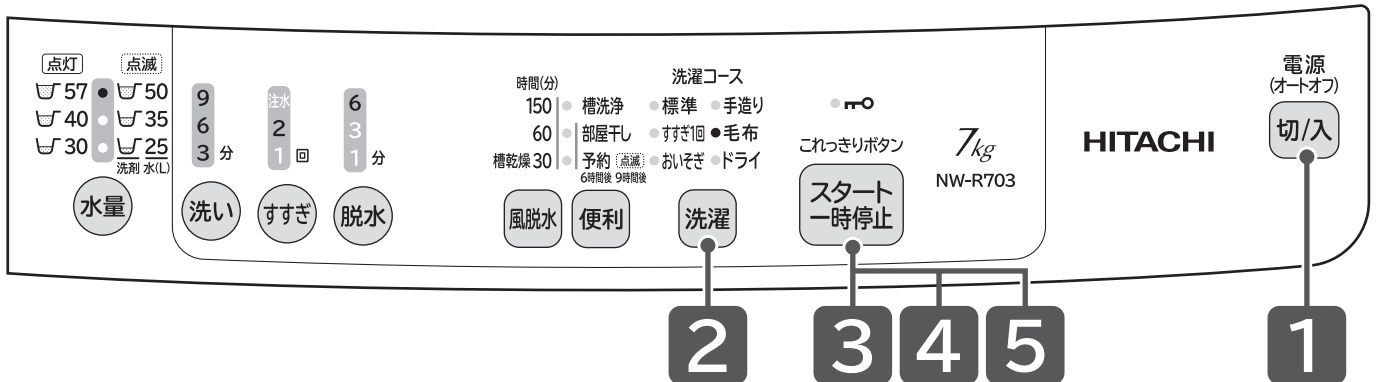 点灯 点滅
57 50
40 35
30 25
洗剤 水(L)
水量
9
6
3 分
洗い
注水
2
1 回
すすぎ
6
3
1 分
脱水
時間(分)
150
60
槽乾燥 30
風脱水
槽洗浄
部屋干し
予約 点滅
6時間後 9時間後
便利
洗濯コース
標準 手造り
すすぎ1回 毛布
おいそぎ ドライ
洗濯
これっきりボタン
スタート
一時停止
7kg
NW-R703
HITACHI
電源
(オートオフ)
切/入
2
3
4
5
1